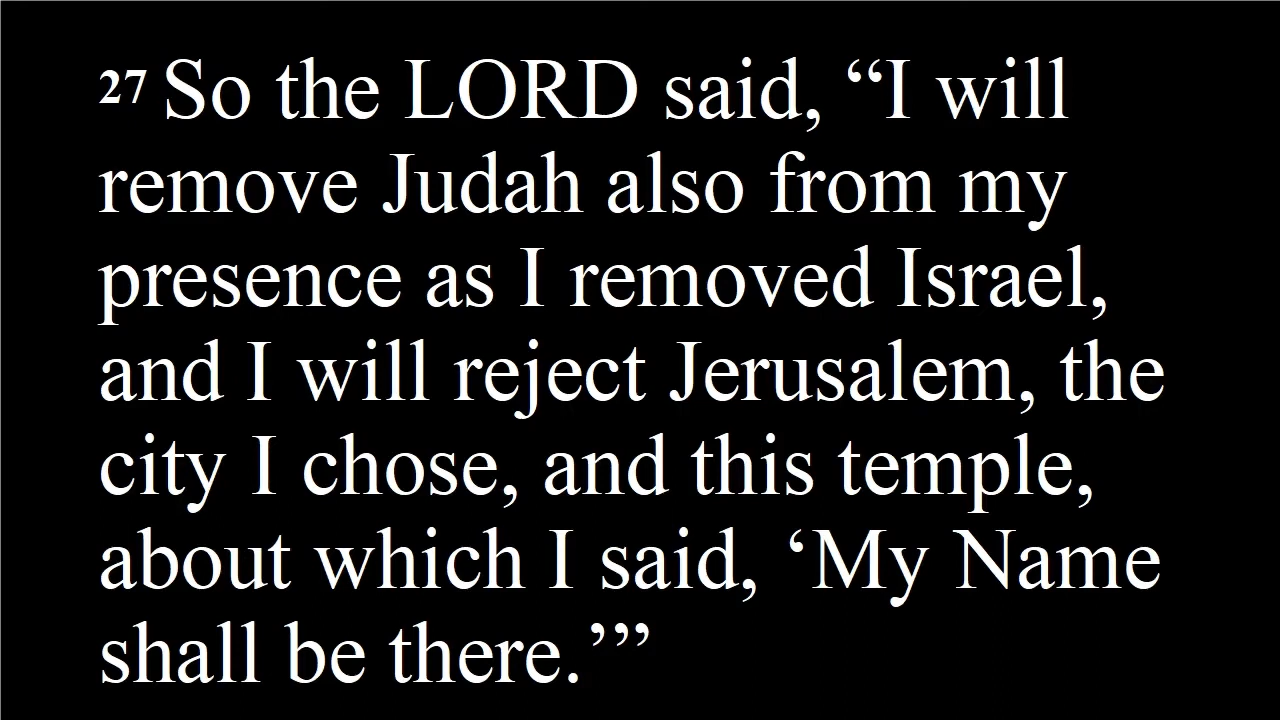 27 So the LORD said, “I will
remove Judah also from my
presence as I removed Israel,
and I will reject Jerusalem, the
city I chose, and this temple,
about which I said, ‘My Name
shall be there.’”